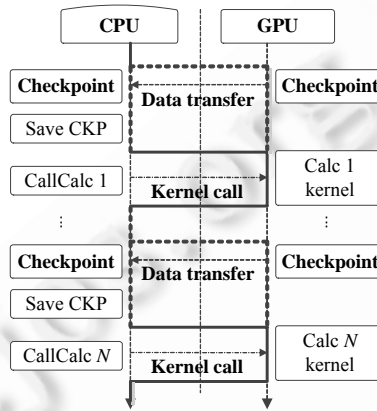 CPU
GPU
Checkpoint
Data transfer
Checkpoint
Save CKP
CallCalc 1
Kernel call
Calc 1
kernel
⋮
⋮
Checkpoint
Data transfer
Checkpoint
Save CKP
CallCalc N
Kernel call
Calc N
kernel